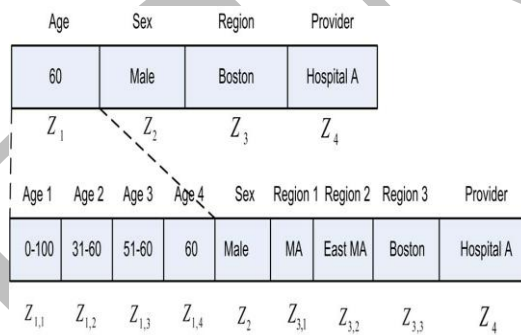 Age Sex Region Provider
60 Male Boston Hospital A
Z1 Z2 Z3 Z4
Age 1 Age 2 Age 3 Age 4 Sex Region 1 Region 2 Region 3 Provider
0-100 31-60 51-60 60 Male MA East MA Boston Hospital A
Z1,1 Z1,2 Z1,3 Z1,4 Z2 Z3,1 Z3,2 Z3,3 Z4